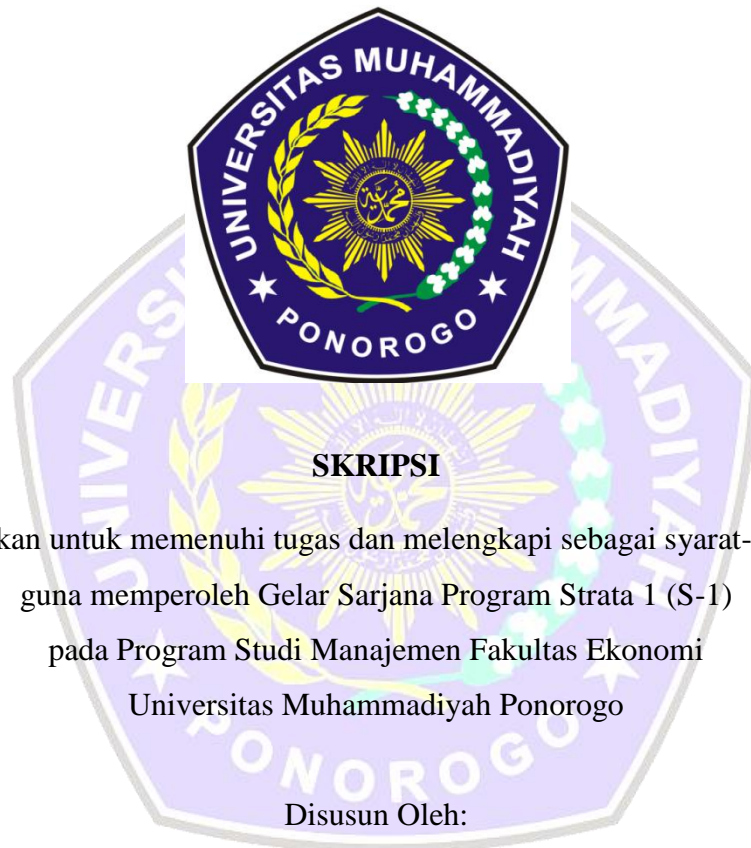 UNIVERSITAS MUHAMMADIYAH
PONOROGO
SKRIPSI
kan untuk memenuhi tugas dan melengkapi sebagai syarat-
guna memperoleh Gelar Sarjana Program Strata 1 (S-1)
pada Program Studi Manajemen Fakultas Ekonomi
Universitas Muhammadiyah Ponorogo
Disusun Oleh: